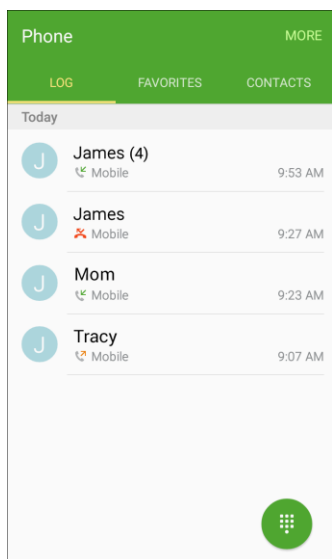 Phone
MORE
LOG
FAVORITES
CONTACTS
Today
J
James (4)
Mobile
9:53 AM
J
James
Mobile
9:27 AM
J
Mom
Mobile
9:23 AM
J
Tracy
Mobile
9:07 AM